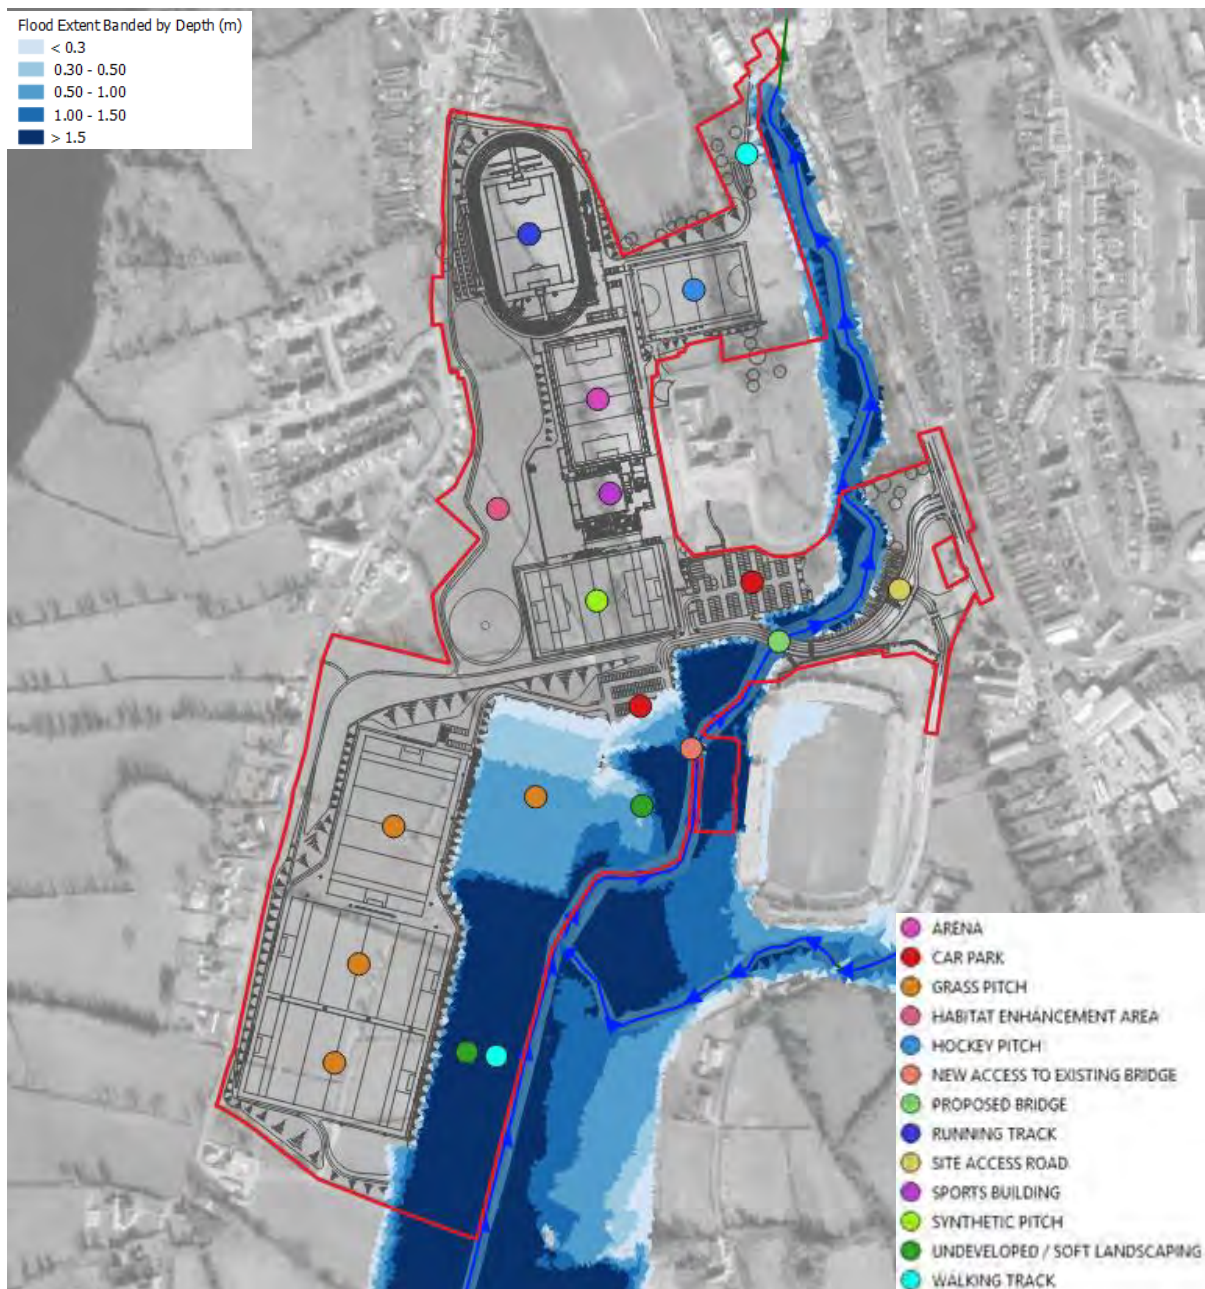 Flood Extent Banded by Depth (m)
< 0.3
0.30 - 0.50
0.50 - 1.00
1.00 - 1.50
> 1.5
ARENA
CAR PARK
GRASS PITCH
HABITAT ENHANCEMENT AREA
HOCKEY PITCH
NEW ACCESS TO EXISTING BRIDGE
PROPOSED BRIDGE
RUNNING TRACK
SITE ACCESS ROAD
SPORTS BUILDING
SYNTHETIC PITCH
UNDEVELOPED / SOFT LANDSCAPING
WALKING TRACK